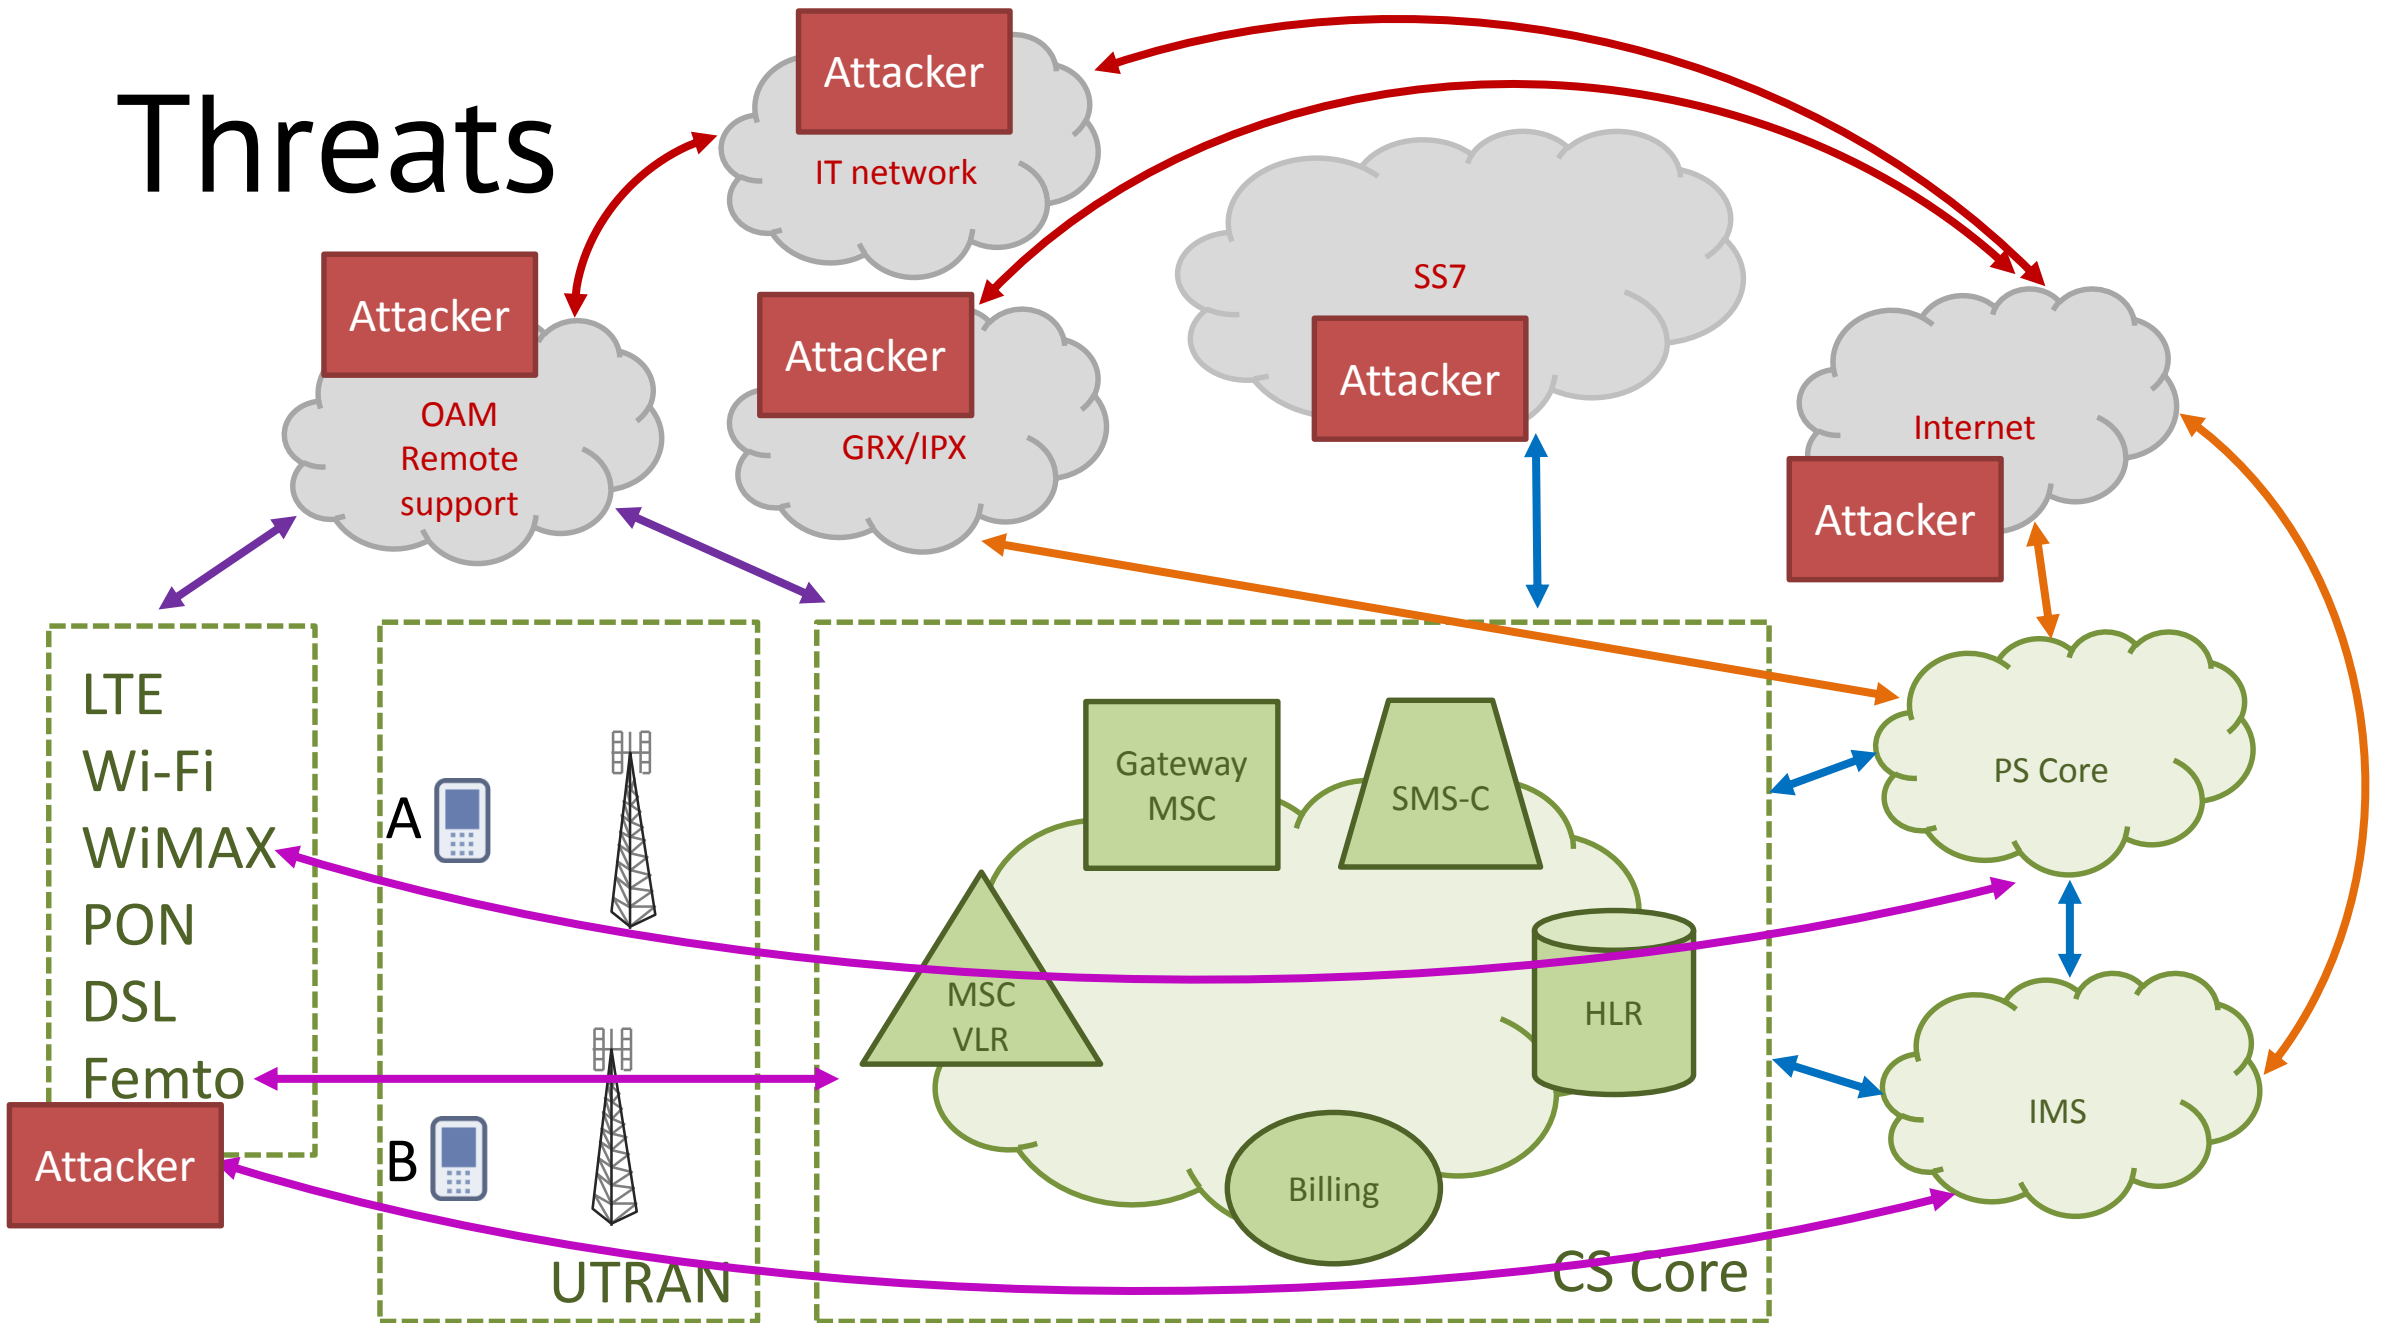 Threats
Attacker
IT network
Attacker
OAM
Remote
support
Attacker
GRX/IPX
SS7
Attacker
Internet
Attacker
LTE
Wi-Fi
WiMAX
PON
DSL
Femto
Attacker
A
B
UTRAN
Gateway
MSC
SMS-C
MSC
VLR
HLR
Billing
CS Core
PS Core
IMS